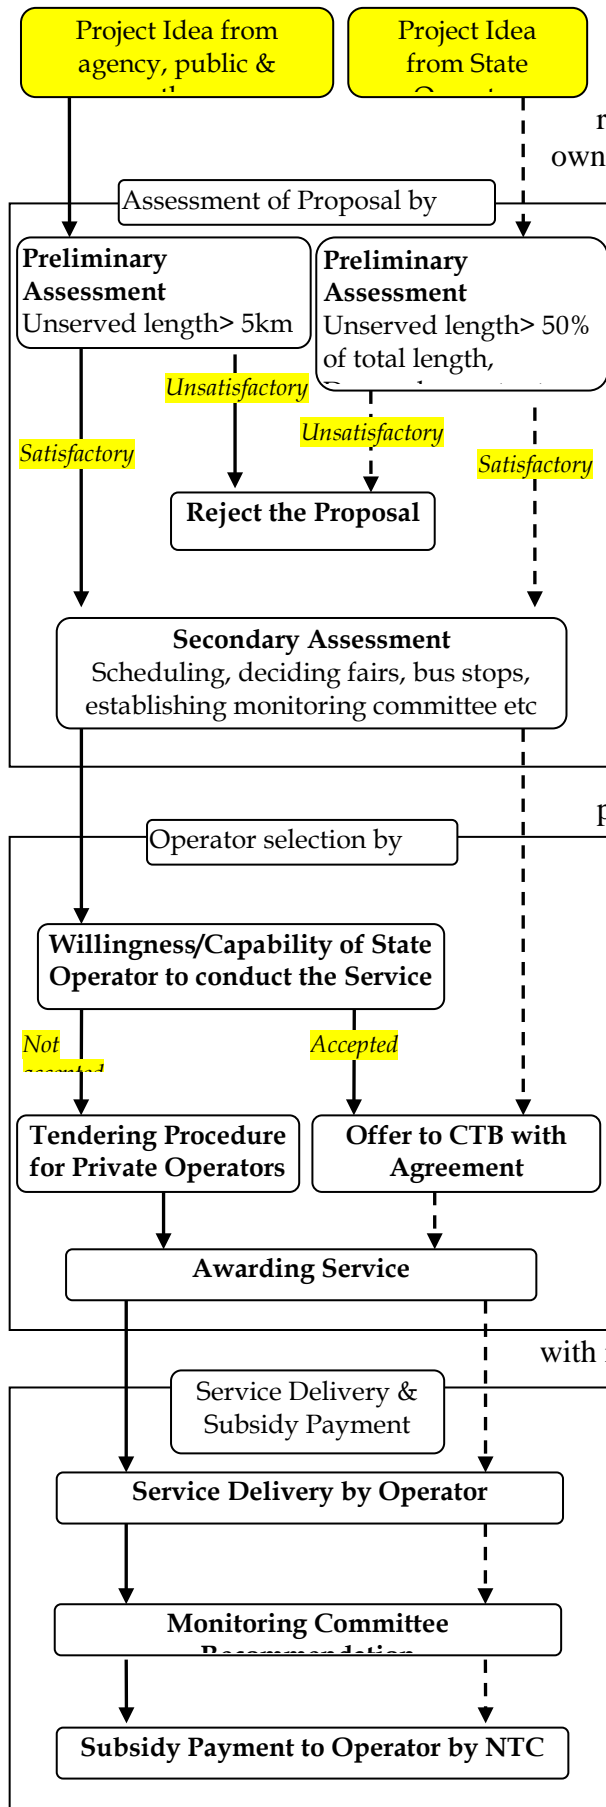 Project Idea from
agency, public &
Project Idea
from State
r
own
Assessment of Proposal by
Preliminary
Assessment
Unserved length> 5km
Preliminary
Assessment
Unserved length> 50%
of total length,
Unsatisfactory
Unsatisfactory
Satisfactory
Satisfactory
Reject the Proposal
Secondary Assessment
Scheduling, deciding fairs, bus stops,
establishing monitoring committee etc
p
Operator selection by
Willingness/Capability of State
Operator to conduct the Service
Not
accepted
Accepted
Tendering Procedure
for Private Operators
Offer to CTB with
Agreement
Awarding Service
with
Service Delivery &
Subsidy Payment
Service Delivery by Operator
Monitoring Committee
Recommendation
Subsidy Payment to Operator by NTC